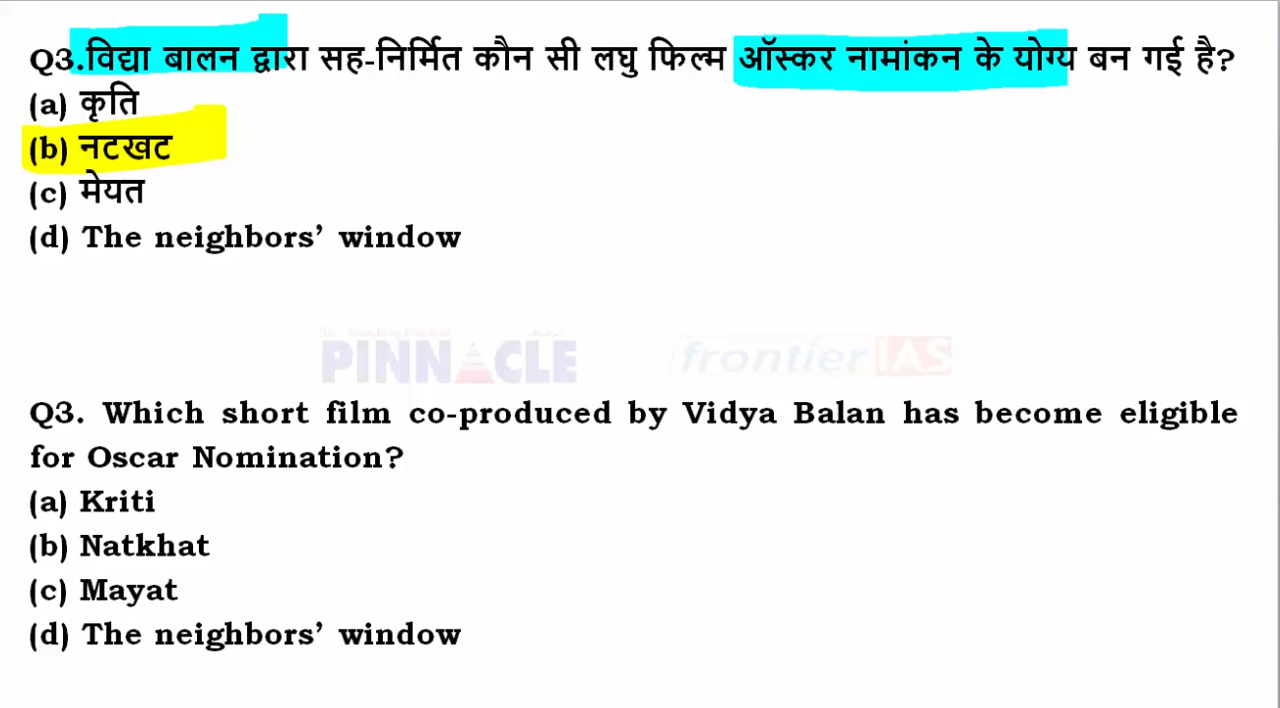 Q3.विद्या बालन द्वारा सह-निर्मित कौन सी लघु फिल्म ऑस्कर नामांकन के योग्य बन गई है?
(a) कृति
(b) नटखट
(c) मेयत
(d) The neighbors’ window
PINNACLE frontier IAS
Q3. Which short film co-produced by Vidya Balan has become eligible
for Oscar Nomination?
(a) Kriti
(b) Natkhat
(c) Mayat
(d) The neighbors’ window